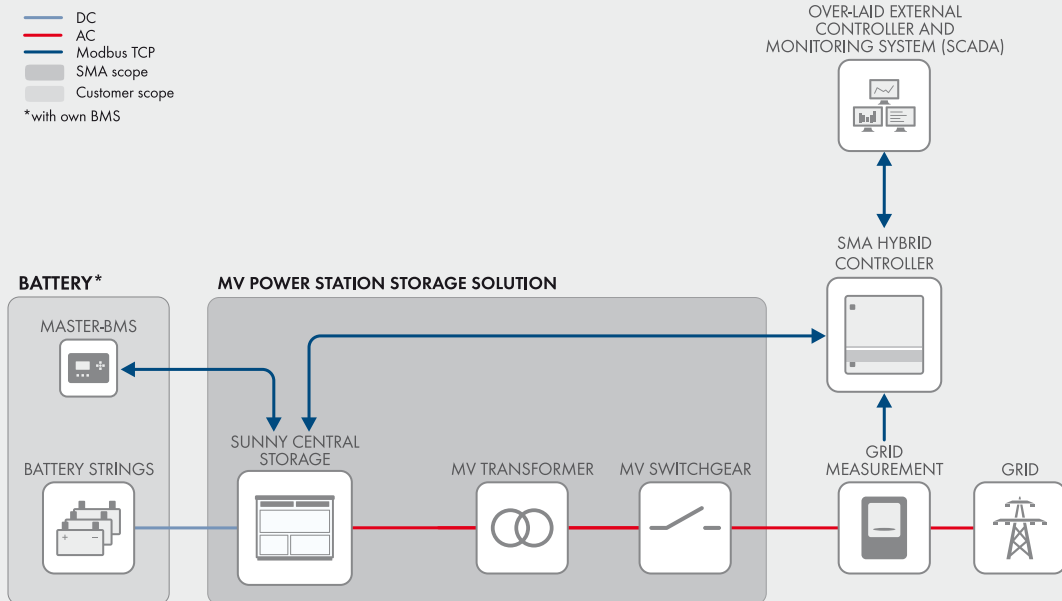 DC
AC
Modbus TCP
SMA scope
Customer scope
*with own BMS
OVER-LAID EXTERNAL
CONTROLLER AND
MONITORING SYSTEM (SCADA)
SMA HYBRID
CONTROLLER
BATTERY*
MV POWER STATION STORAGE SOLUTION
MASTER-BMS
SUNNY CENTRAL
STORAGE
BATTERY STRINGS
MV TRANSFORMER
MV SWITCHGEAR
GRID
MEASUREMENT
GRID